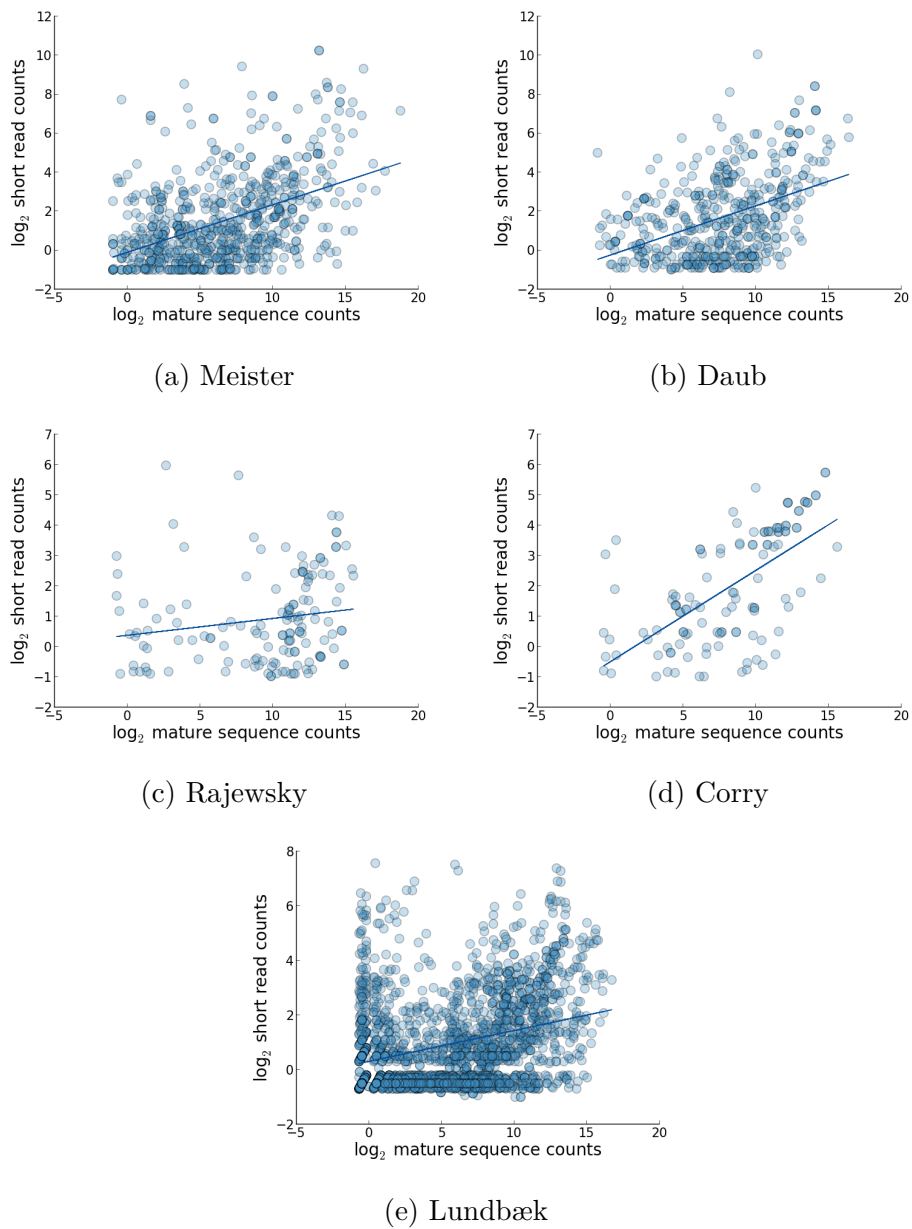 12
10
8
6
4
2
0
−2
log₂ short read counts
−5 0 5 10 15 20
log₂ mature sequence counts
(a) Meister
12
10
8
6
4
2
0
−2
log₂ short read counts
−5 0 5 10 15 20
log₂ mature sequence counts
(b) Daub
7
6
5
4
3
2
1
0
−1
−2
log₂ short read counts
−5 0 5 10 15 20
log₂ mature sequence counts
(c) Rajewsky
7
6
5
4
3
2
1
0
−1
−2
log₂ short read counts
−5 0 5 10 15 20
log₂ mature sequence counts
(d) Corry
8
6
4
2
0
−2
log₂ short read counts
−5 0 5 10 15 20
log₂ mature sequence counts
(e) Lundbæk